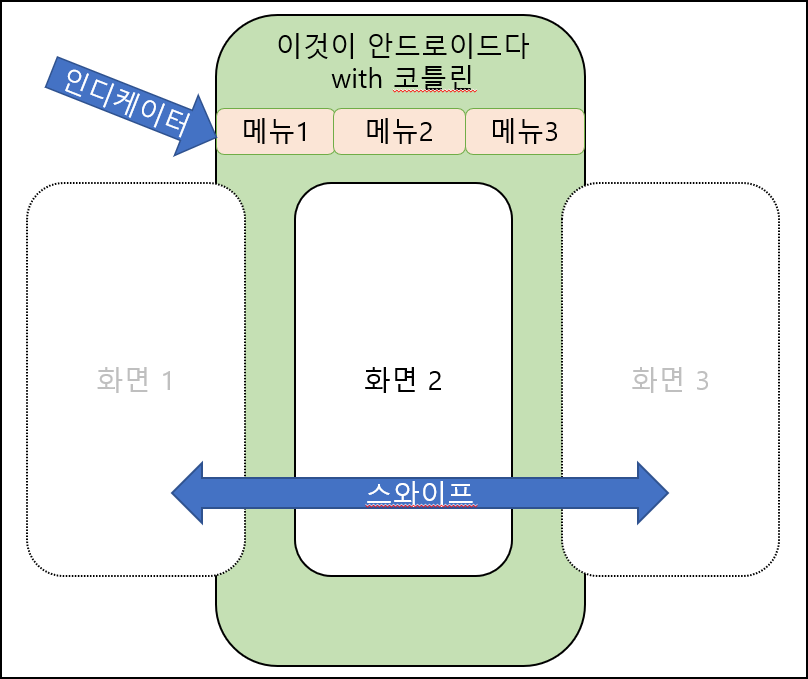 이것이 안드로이드다
with 코틀린
인디케이터
메뉴1 메뉴2 메뉴3
화면 1 화면 2 화면 3
스와이프